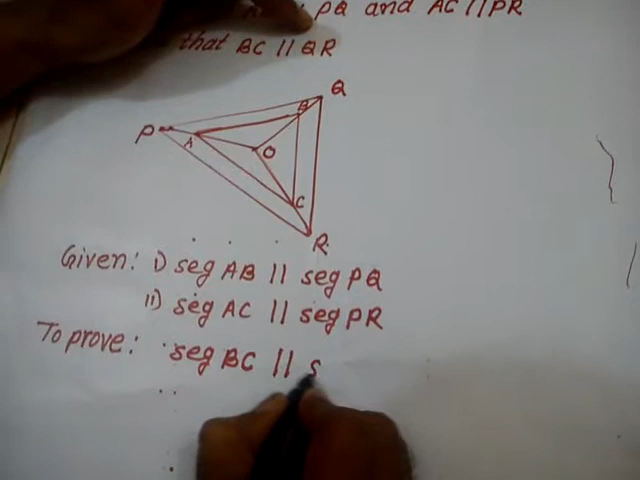 PQ and AC // PR
that BC // QR
Q
B
P
A
O
C
R
Given: i) seg AB // seg PQ
ii) seg AC // seg PR
To prove: seg BC // s